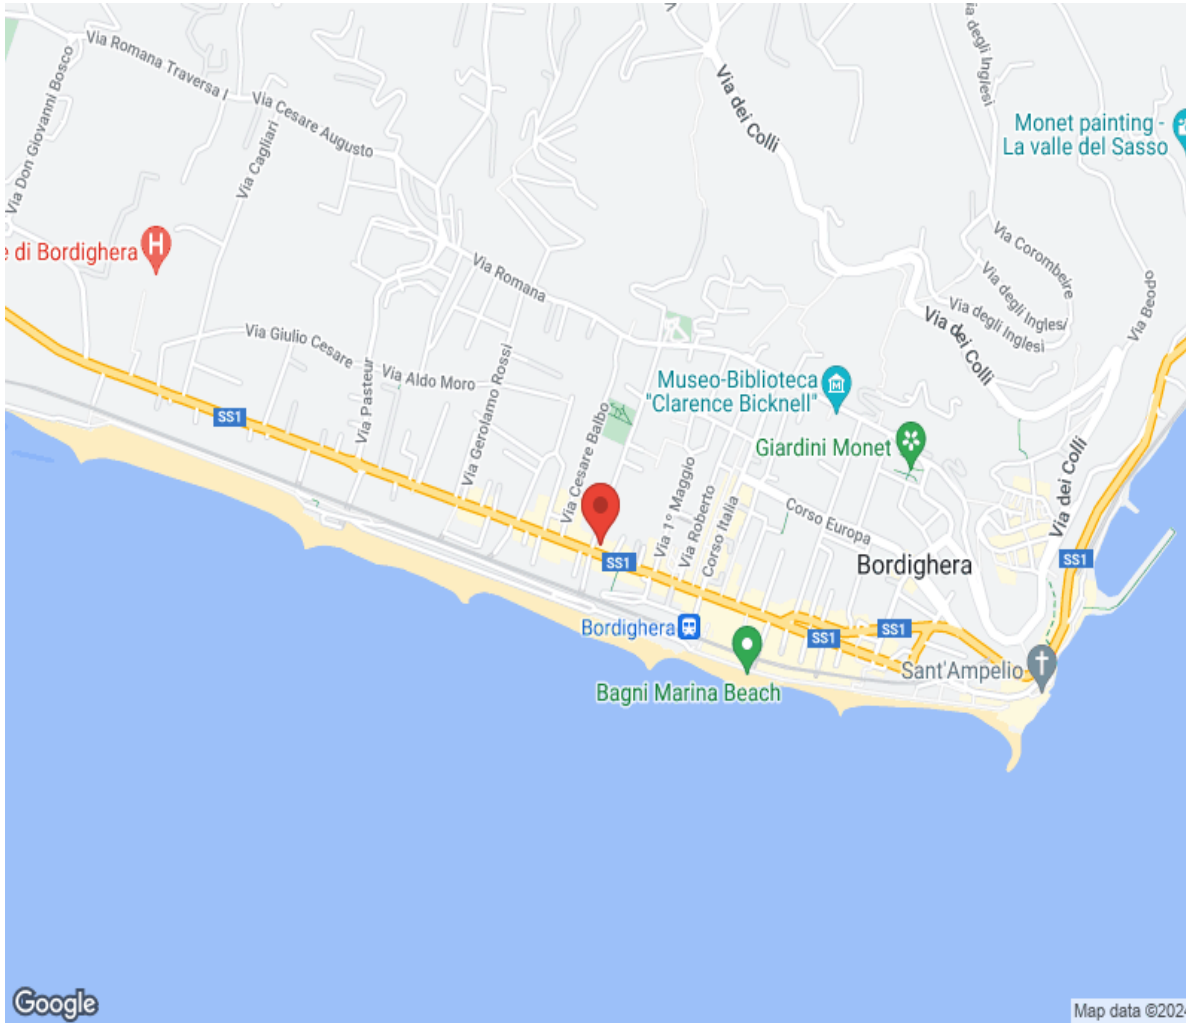 Via Romana Traversa I
Via degli Inglesi
Via Don Giovanni Bosco
Via Cesare Augusto
Via Cagliari
Via dei Colli
Monet painting -
La valle del Sasso
e di Bordighera
H
Via Romana
Via Corombeire
Via degli Inglesi
Via degli Inglesi
Via Beodo
Via dei Colli
Via Giulio Cesare
Via Aldo Moro
Via Pasteur
Via Gerolamo Rossi
Museo-Biblioteca
"Clarence Bicknell"
SS1
Via Cesare Balbo
Giardini Monet
Via 1° Maggio
Via Roberto
Corso Italia
Corso Europa
Via dei Colli
SS1
Bordighera
SS1
Bordighera
SS1
SS1
Sant'Ampelio
Bagni Marina Beach
Google
Map data ©2024